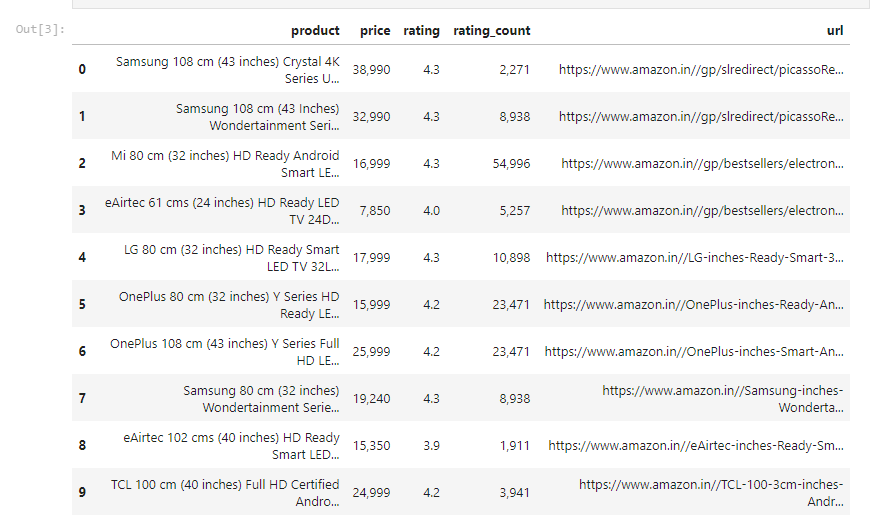 Out[3]:
product price rating rating_count url
0 Samsung 108 cm (43 inches) Crystal 4K Series U... 38,990 4.3 2,271 https://www.amazon.in//gp/slredirect/picassoRe...
1 Samsung 108 cm (43 Inches) Wondertainment Seri... 32,990 4.3 8,938 https://www.amazon.in//gp/slredirect/picassoRe...
2 Mi 80 cm (32 inches) HD Ready Android Smart LE... 16,999 4.3 54,996 https://www.amazon.in//gp/bestsellers/electron...
3 eAirtec 61 cms (24 inches) HD Ready LED TV 24D... 7,850 4.0 5,257 https://www.amazon.in//gp/bestsellers/electron...
4 LG 80 cm (32 inches) HD Ready Smart LED TV 32L... 17,999 4.3 10,898 https://www.amazon.in//LG-inches-Ready-Smart-3...
5 OnePlus 80 cm (32 inches) Y Series HD Ready LE... 15,999 4.2 23,471 https://www.amazon.in//OnePlus-inches-Ready-An...
6 OnePlus 108 cm (43 inches) Y Series Full HD LE... 25,999 4.2 23,471 https://www.amazon.in//OnePlus-inches-Smart-An...
7 Samsung 80 cm (32 inches) Wondertainment Serie... 19,240 4.3 8,938 https://www.amazon.in//Samsung-inches-Wonderta...
8 eAirtec 102 cms (40 inches) HD Ready Smart LED... 15,350 3.9 1,911 https://www.amazon.in//eAirtec-inches-Ready-Sm...
9 TCL 100 cm (40 inches) Full HD Certified Andro... 24,999 4.2 3,941 https://www.amazon.in//TCL-100-3cm-inches-Andr...